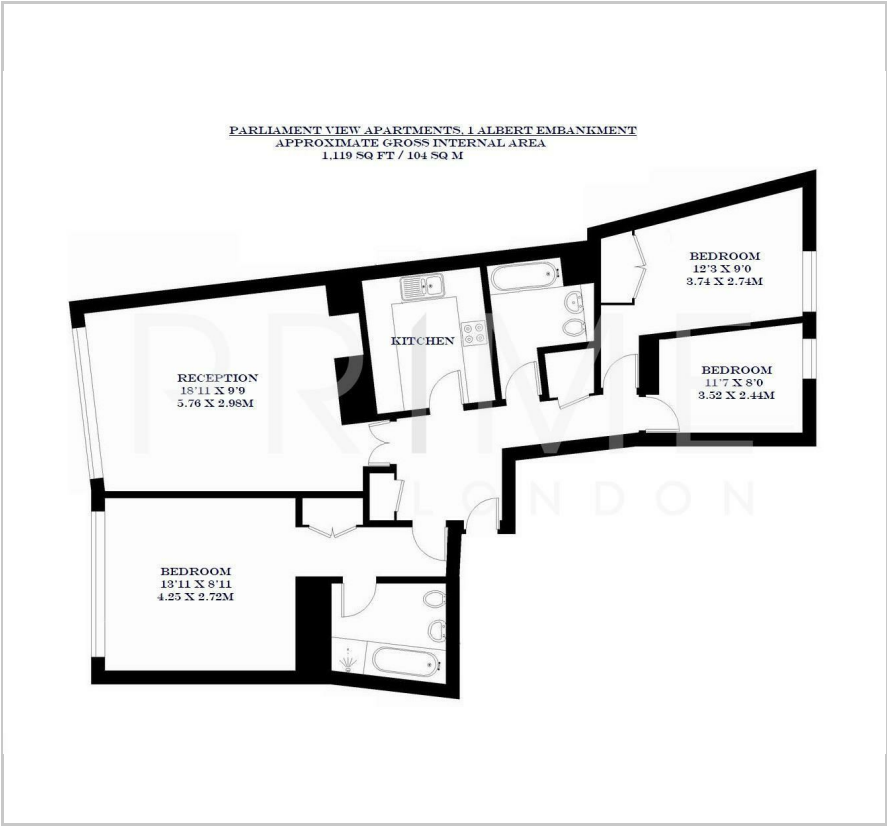 PARLIAMENT VIEW APARTMENTS, 1 ALBERT EMBANKMENT
APPROXIMATE GROSS INTERNAL AREA
1,119 SQ FT / 104 SQ M
BEDROOM
12'3 X 9'0
3.74 X 2.74M
KITCHEN
RECEPTION
18'11 X 9'9
5.76 X 2.98M
BEDROOM
11'7 X 8'0
3.52 X 2.44M
PRIME
LONDON
BEDROOM
13'11 X 8'11
4.25 X 2.72M